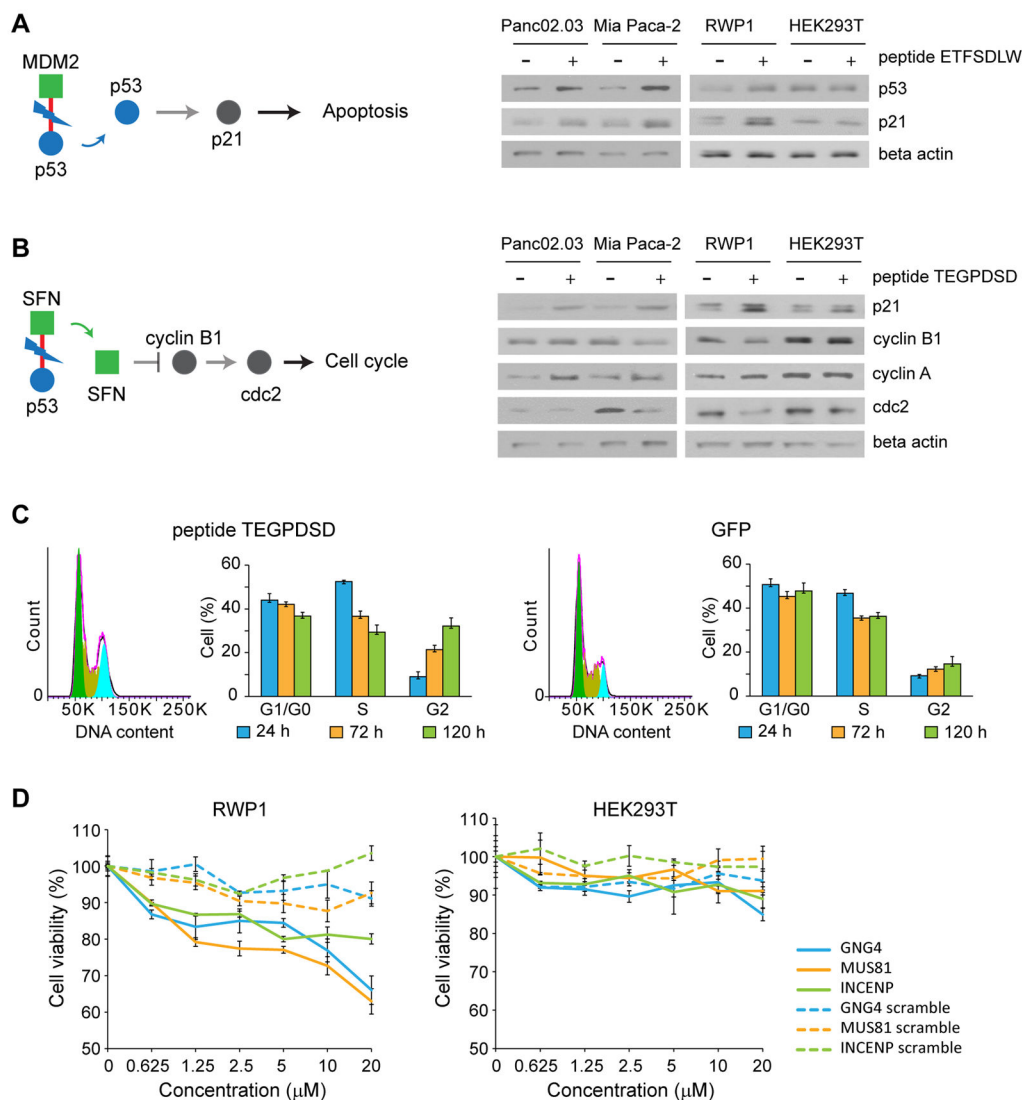 A
MDM2
p53
p53
p21
Apoptosis
Panc02.03 Mia Paca-2 RWP1 HEK293T
- + - + - + - + peptide ETFSDLW
p53
p21
beta actin
B
SFN
p53
SFN
cyclin B1
cdc2
Cell cycle
Panc02.03 Mia Paca-2 RWP1 HEK293T
- + - + - + - + peptide TEGPDSD
p21
cyclin B1
cyclin A
cdc2
beta actin
C
peptide TEGPDSD
Count
0
50K 150K 250K
DNA content
Cell (%)
60
40
20
0
G1/G0 S G2
24 h 72 h 120 h
GFP
Count
0
50K 150K 250K
DNA content
Cell (%)
60
40
20
0
G1/G0 S G2
24 h 72 h 120 h
D
RWP1
Cell viability (%)
110
100
90
80
70
60
50
0 0.625 1.25 2.5 5 10 20
Concentration (µM)
HEK293T
Cell viability (%)
110
100
90
80
70
60
50
0 0.625 1.25 2.5 5 10 20
Concentration (µM)
GNG4
MUS81
INCENP
GNG4 scramble
MUS81 scramble
INCENP scramble